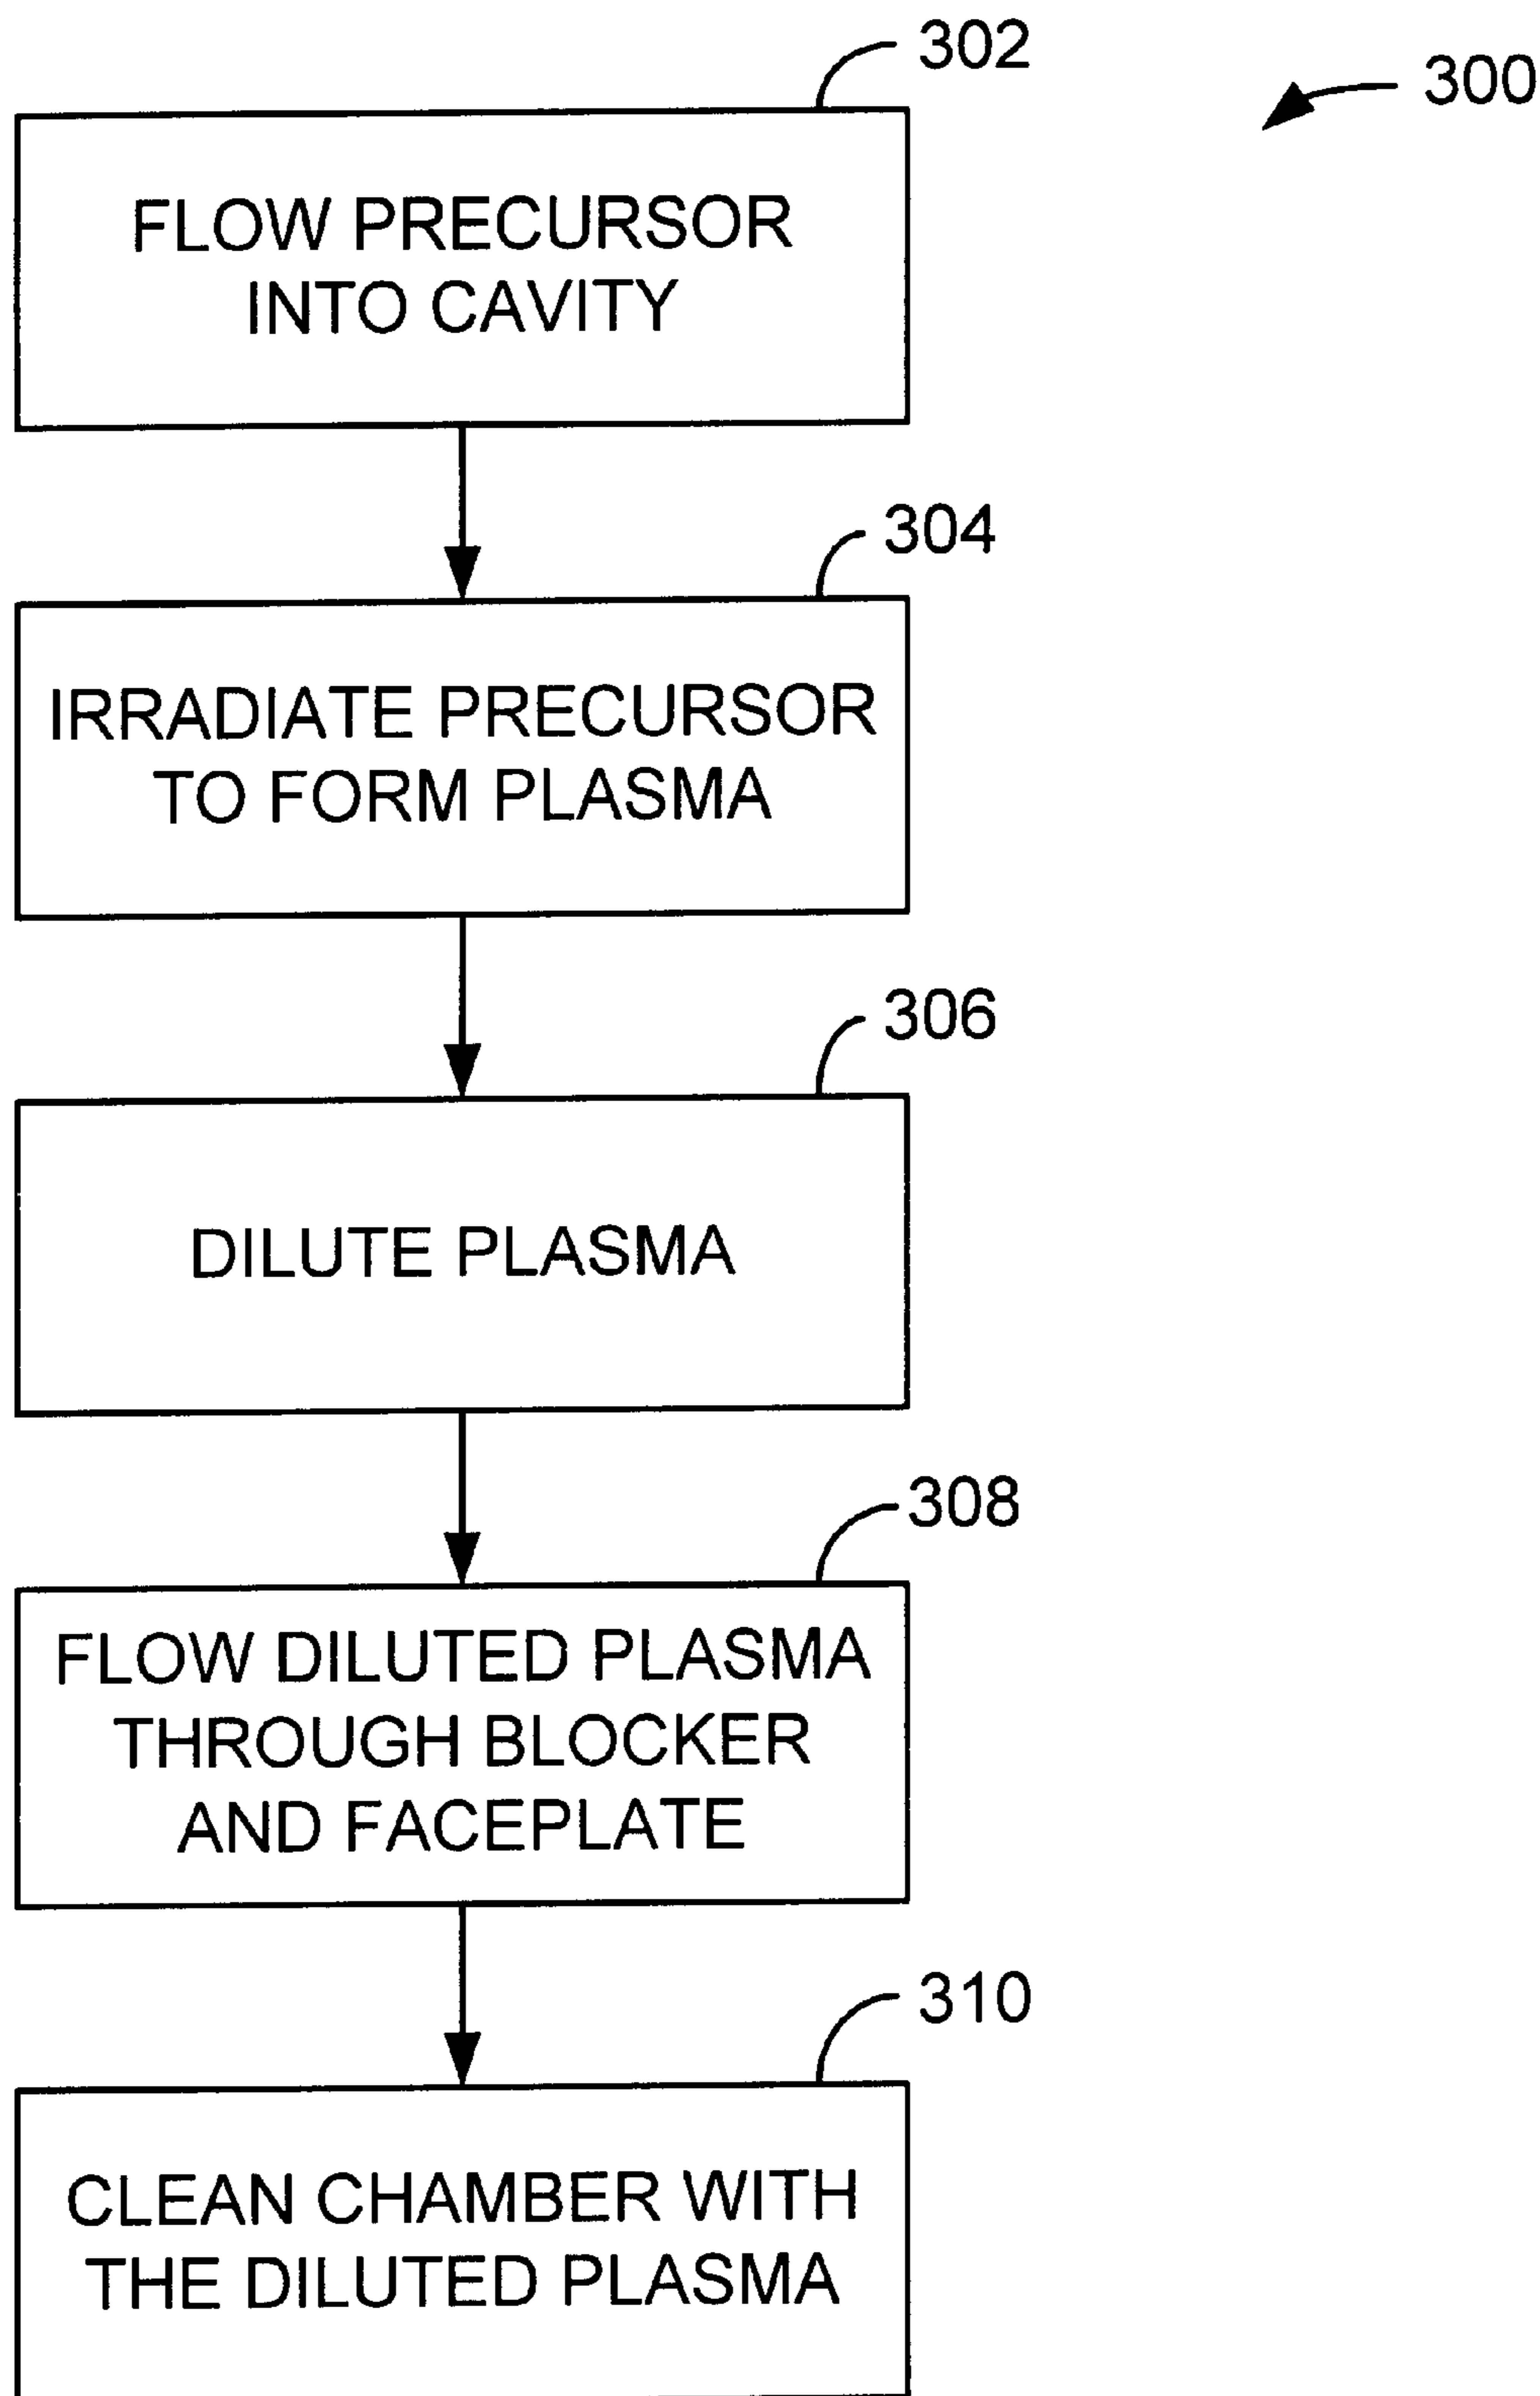 302
300
FLOW PRECURSOR
INTO CAVITY
304
IRRADIATE PRECURSOR
TO FORM PLASMA
306
DILUTE PLASMA
308
FLOW DILUTED PLASMA
THROUGH BLOCKER
AND FACEPLATE
310
CLEAN CHAMBER WITH
THE DILUTED PLASMA